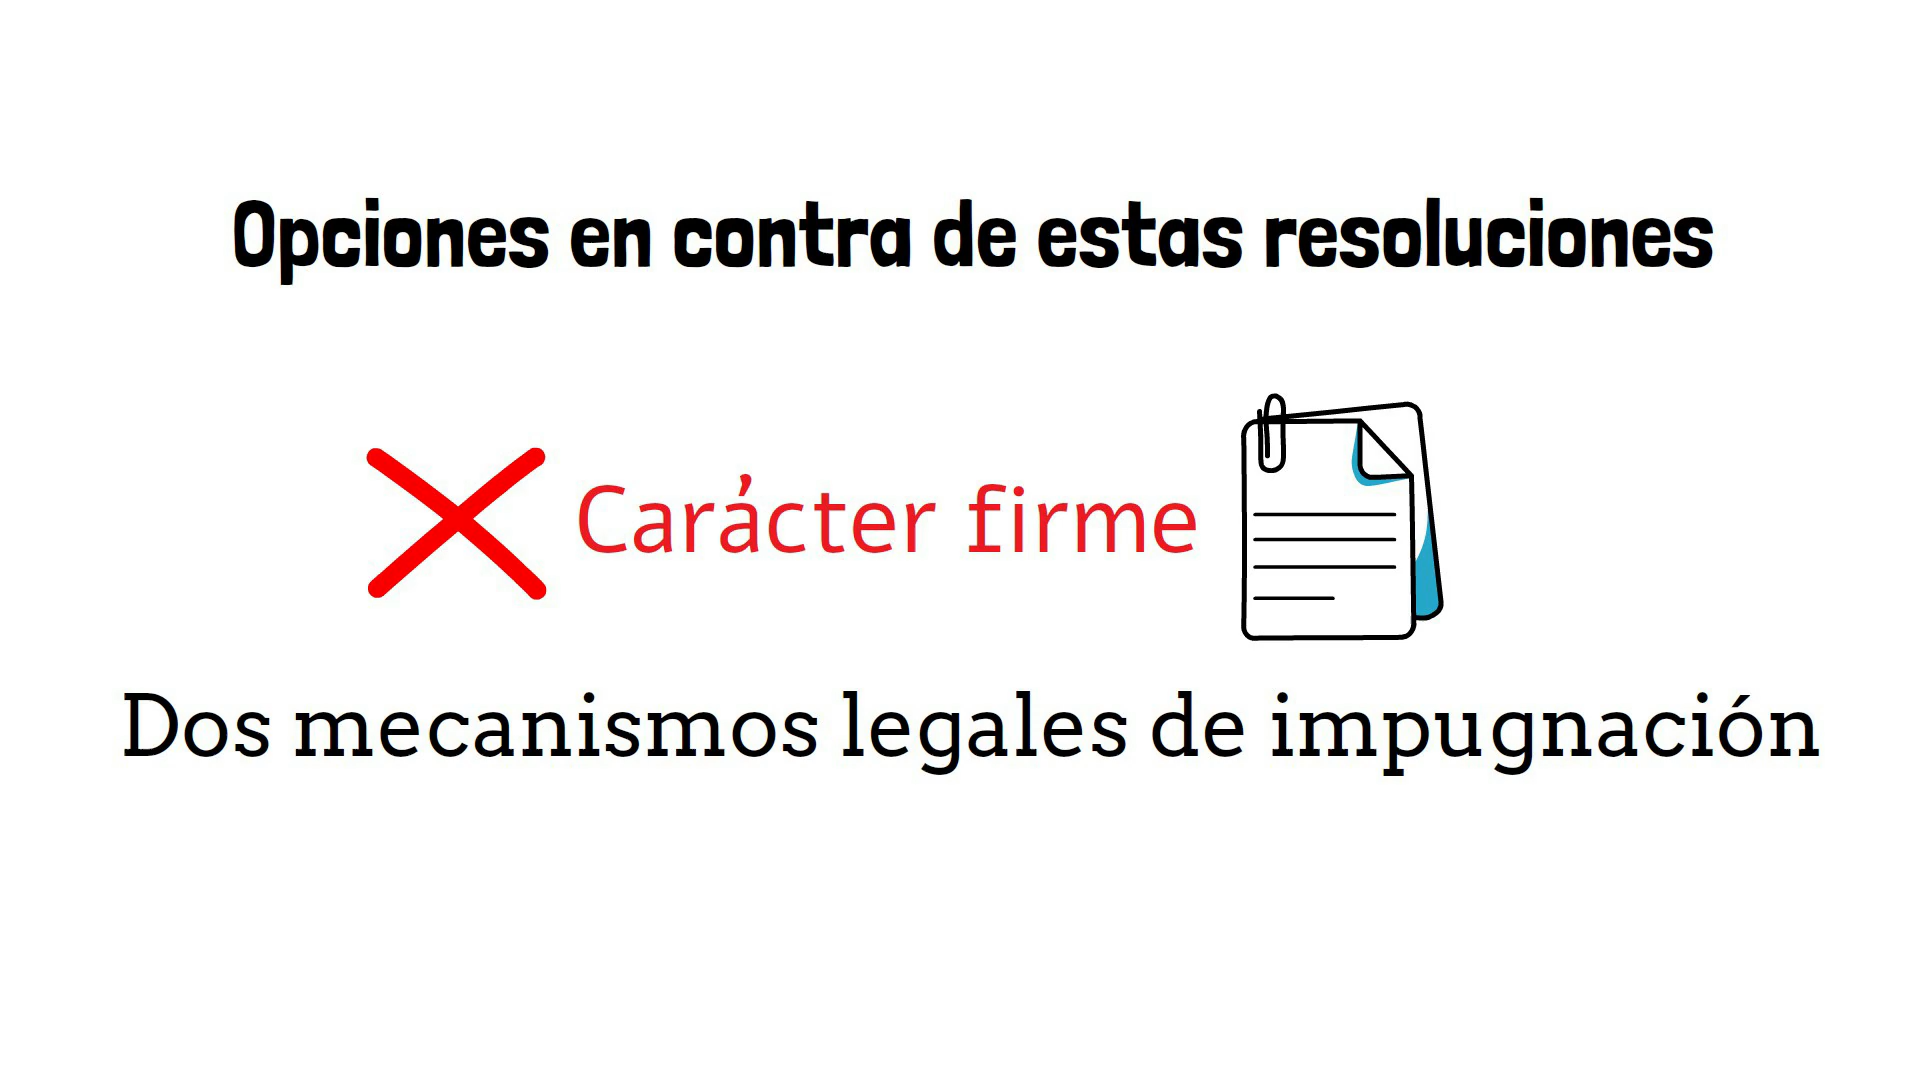 Opciones en contra de estas resoluciones
Carácter firme
Dos mecanismos legales de impugnación